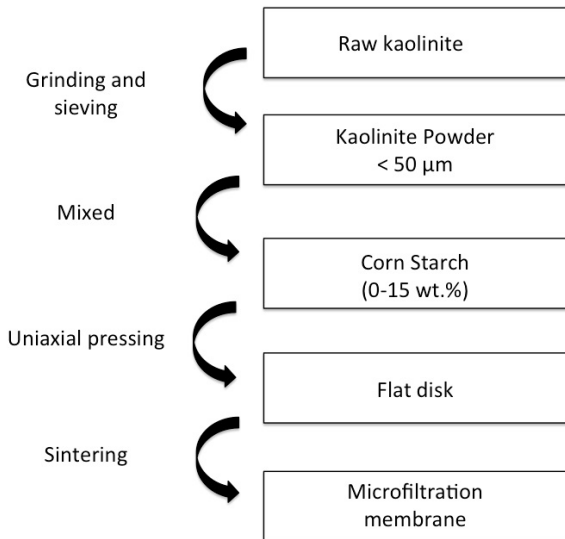 Raw kaolinite
Grinding and
sieving
Kaolinite Powder
< 50 μm
Mixed
Corn Starch
(0-15 wt.%)
Uniaxial pressing
Flat disk
Sintering
Microfiltration
membrane